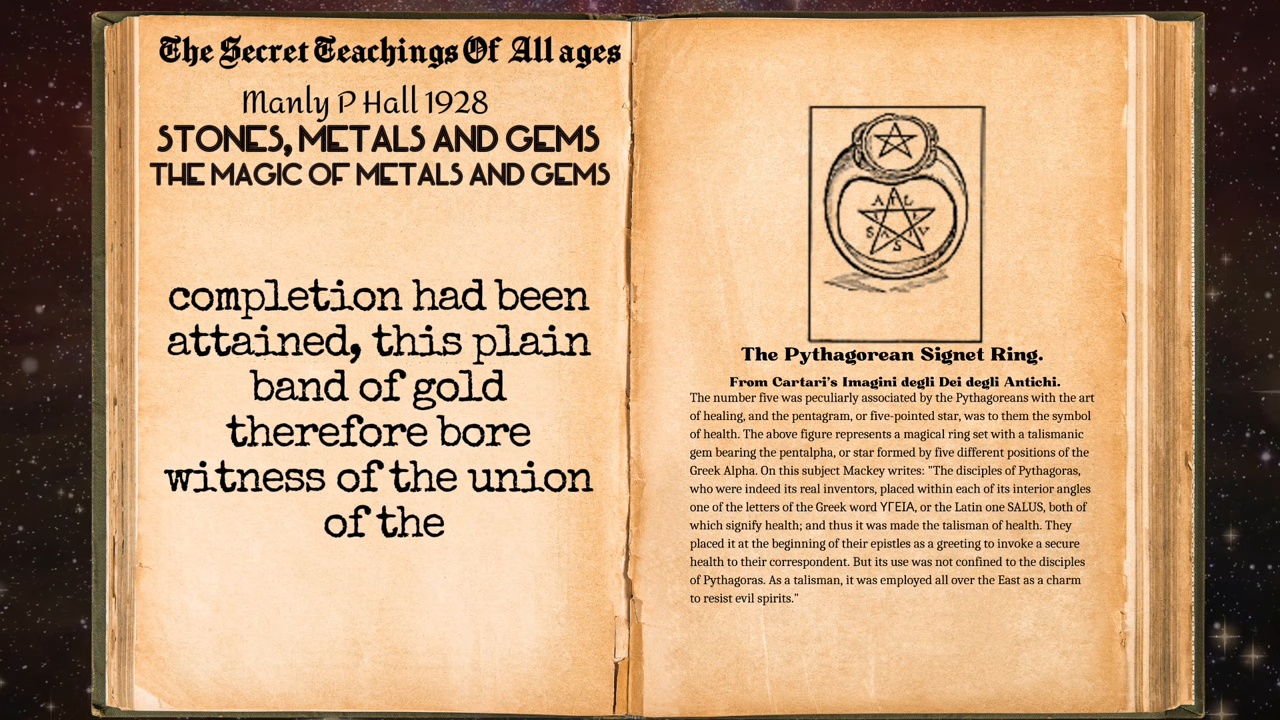 The Secret Teachings Of All ages
Manly P Hall 1928
STONES, METALS AND GEMS
THE MAGIC OF METALS AND GEMS
completion had been
attained, this plain
band of gold
therefore bore
witness of the union
of the
The Pythagorean Signet Ring.
From Cartari's Imagini degli Dei degli Antichi.
The number five was peculiarly associated by the Pythagoreans with the art
of healing, and the pentagram, or five-pointed star, was to them the symbol
of health. The above figure represents a magical ring set with a talismanic
gem bearing the pentalpha, or star formed by five different positions of the
Greek Alpha. On this subject Mackey writes: "The disciples of Pythagoras,
who were indeed its real inventors, placed within each of its interior angles
one of the letters of the Greek word ΥΓΕΙΑ, or the Latin one SALUS, both of
which signify health; and thus it was made the talisman of health. They
placed it at the beginning of their epistles as a greeting to invoke a secure
health to their correspondent. But its use was not confined to the disciples
of Pythagoras. As a talisman, it was employed all over the East as a charm
to resist evil spirits."